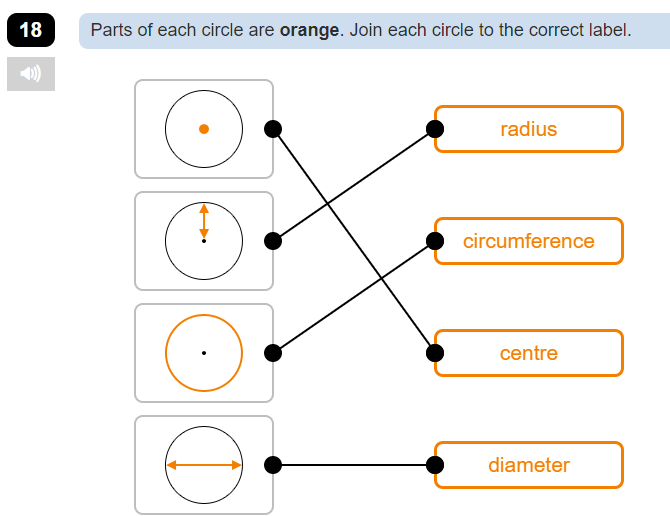 18
Parts of each circle are orange. Join each circle to the correct label.
radius
circumference
centre
diameter